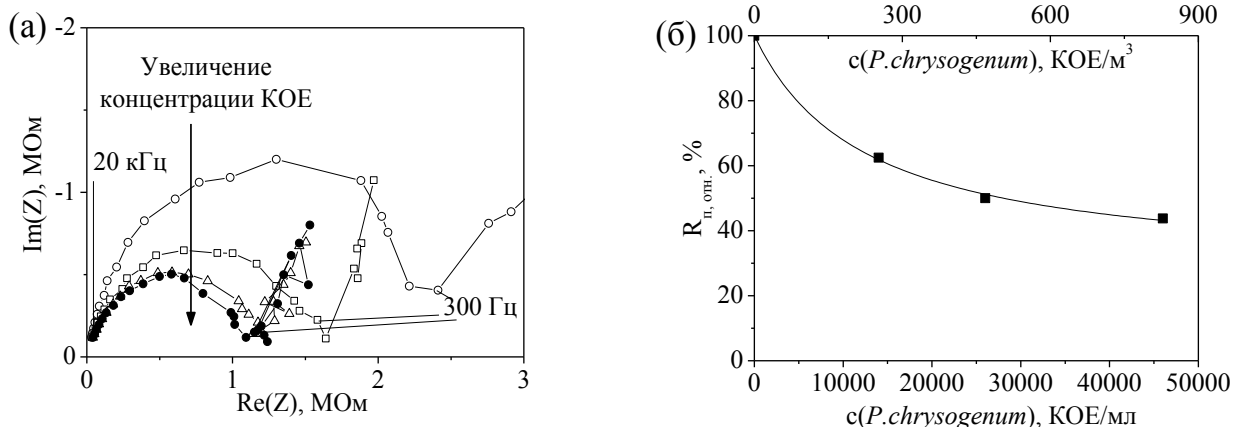 (а)
-2
-1
0
Im(Z), МОм
Увеличение
концентрации КОЕ
20 кГц
300 Гц
0 1 2 3
Re(Z), МОм
(б)
0 300 600 900
с(P.chrysogenum), КОЕ/м³
100
80
60
40
20
0
Rп, отн., %
0 10000 20000 30000 40000 50000
с(P.chrysogenum), КОЕ/мл